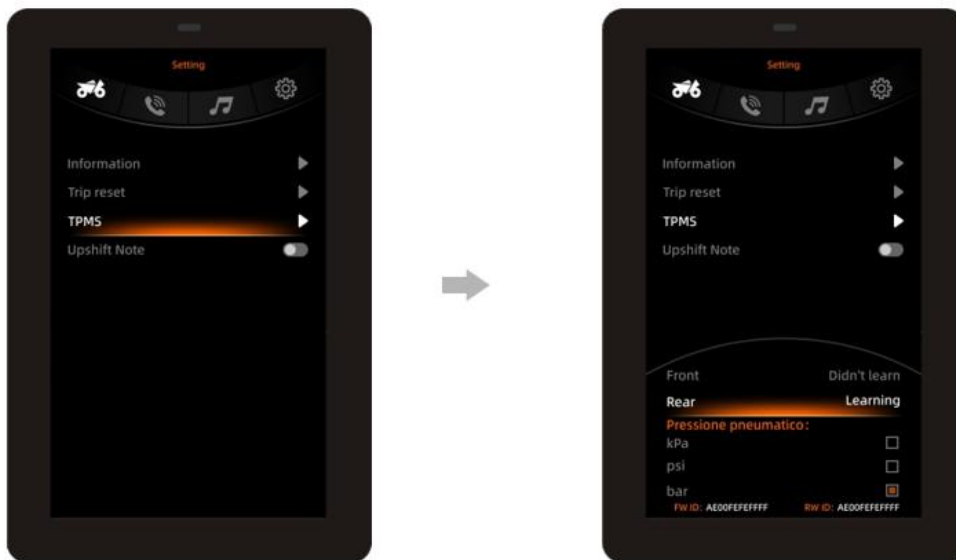 Setting
Information
Trip reset
TPMS
Upshift Note
Setting
Information
Trip reset
TPMS
Upshift Note
Front Didn't learn
Rear Learning
Pressione pneumatico:
kPa
psi
bar
FW ID: AE00FEFEFFFF RW ID: AE00FEFEFFFF